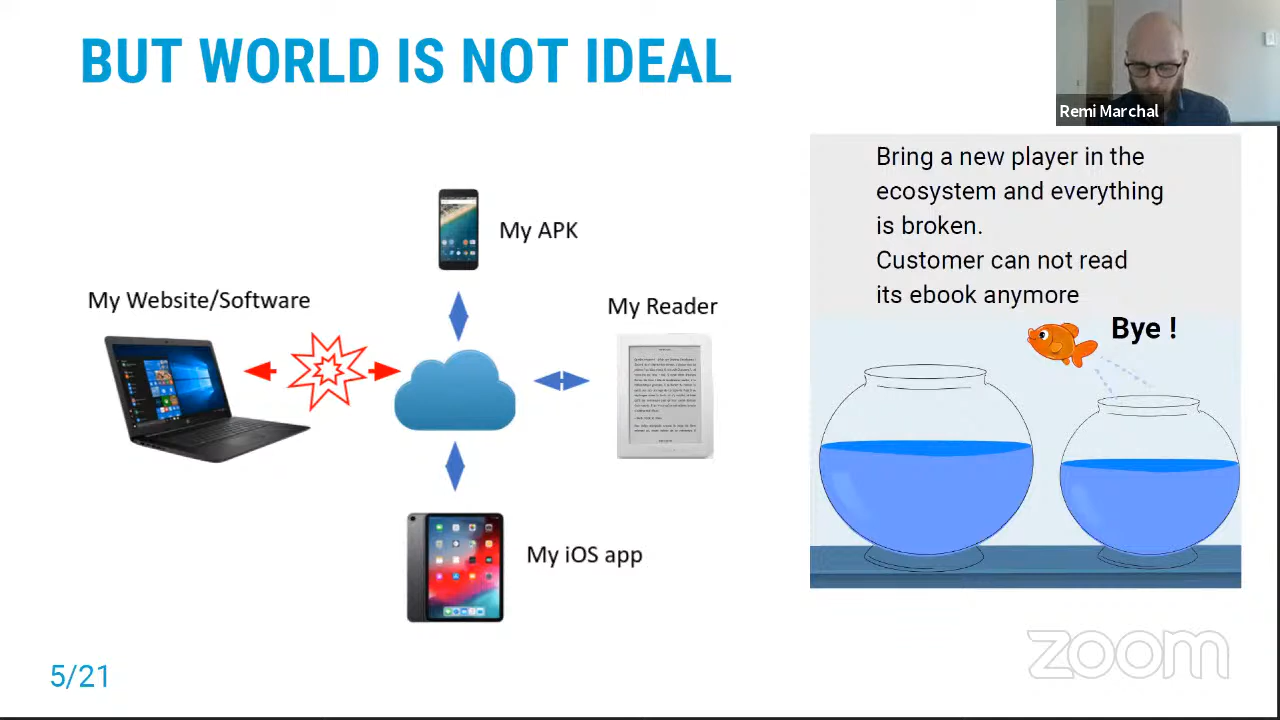 BUT WORLD IS NOT IDEAL
Remi Marchal
Bring a new player in the
ecosystem and everything
is broken.
Customer can not read
its ebook anymore
Bye !
My APK
My Website/Software
My Reader
My iOS app
zoom
5/21